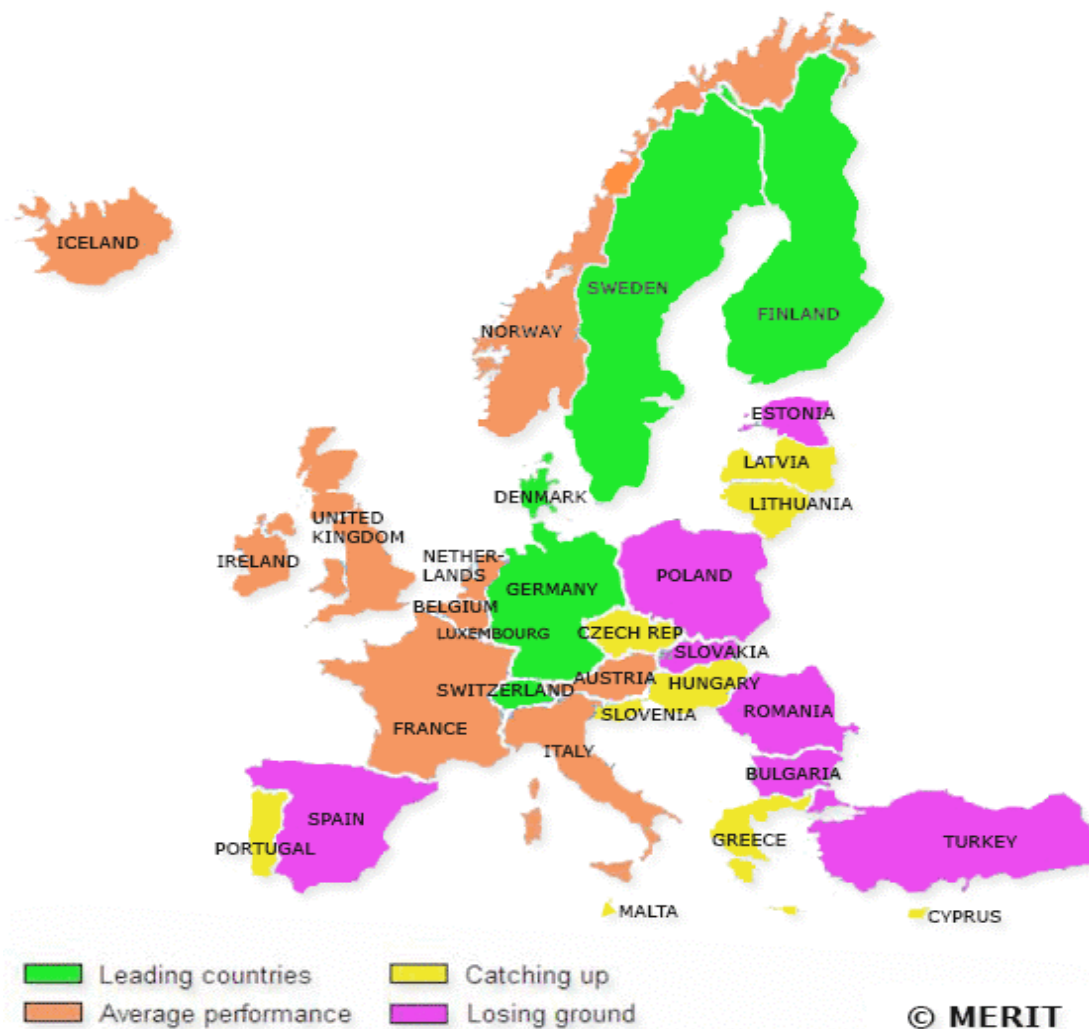 ICELAND
SWEDEN
FINLAND
NORWAY
ESTONIA
LATVIA
DENMARK
LITHUANIA
UNITED
KINGDOM
IRELAND
NETHER-
LANDS
GERMANY
POLAND
BELGIUM
LUXEMBOURG
CZECH REP
SLOVAKIA
AUSTRIA
HUNGARY
SWITZERLAND
SLOVENIA
ROMANIA
FRANCE
ITALY
BULGARIA
SPAIN
PORTUGAL
GREECE
TURKEY
MALTA
CYPRUS
Leading countries
Catching up
Average performance
Losing ground
© MERIT